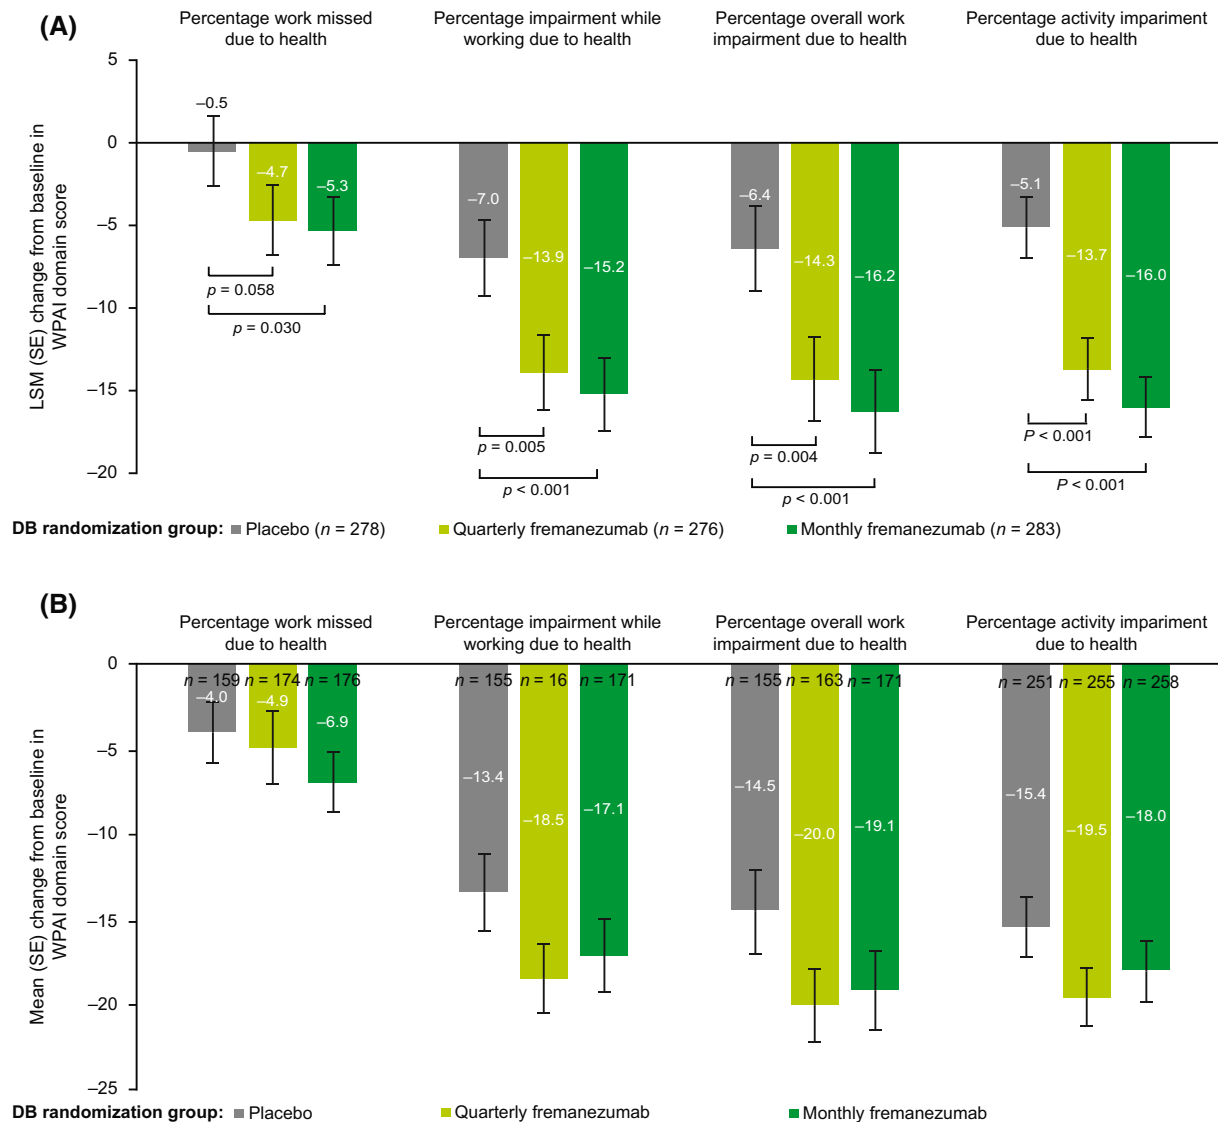 (A)
Percentage work missed
due to health
Percentage impairment while
working due to health
Percentage overall work
impairment due to health
Percentage activity impariment
due to health
LSM (SE) change from baseline in
WPAI domain score
5
0
–5
–10
–15
–20
–0.5
–4.7
–5.3
–7.0
–13.9
–15.2
–6.4
–14.3
–16.2
–5.1
–13.7
–16.0
p = 0.058
p = 0.030
p = 0.005
p < 0.001
p = 0.004
p < 0.001
P < 0.001
P < 0.001
DB randomization group: Placebo (n = 278) Quarterly fremanezumab (n = 276) Monthly fremanezumab (n = 283)
(B)
Percentage work missed
due to health
Percentage impairment while
working due to health
Percentage overall work
impairment due to health
Percentage activity impariment
due to health
Mean (SE) change from baseline in
WPAI domain score
0
–5
–10
–15
–20
–25
n = 159 n = 174 n = 176 n = 155 n = 16 n = 171 n = 155 n = 163 n = 171 n = 251 n = 255 n = 258
–4.0
–4.9
–6.9
–13.4
–18.5
–17.1
–14.5
–20.0
–19.1
–15.4
–19.5
–18.0
DB randomization group: Placebo Quarterly fremanezumab Monthly fremanezumab